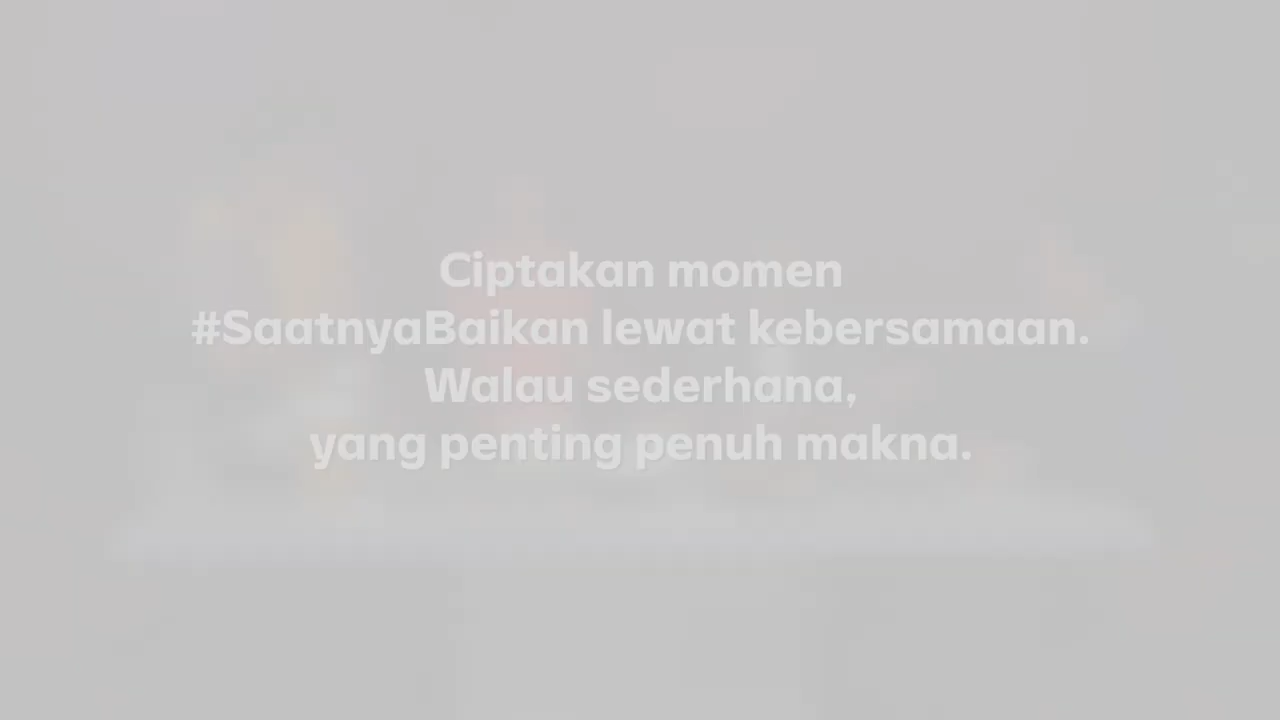 Ciptakan momen
#SaatnyaBaikan lewat kebersamaan.
Walau sederhana,
yang penting penuh makna.